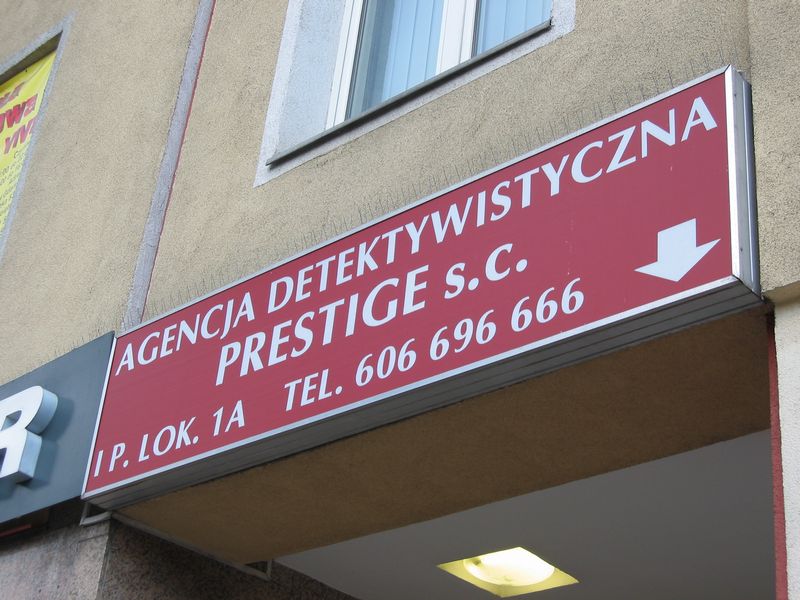 AGENCJA DETEKTYWISTYCZNA
PRESTIGE s.c.
I P. LOK. 1A TEL. 606 696 666
R